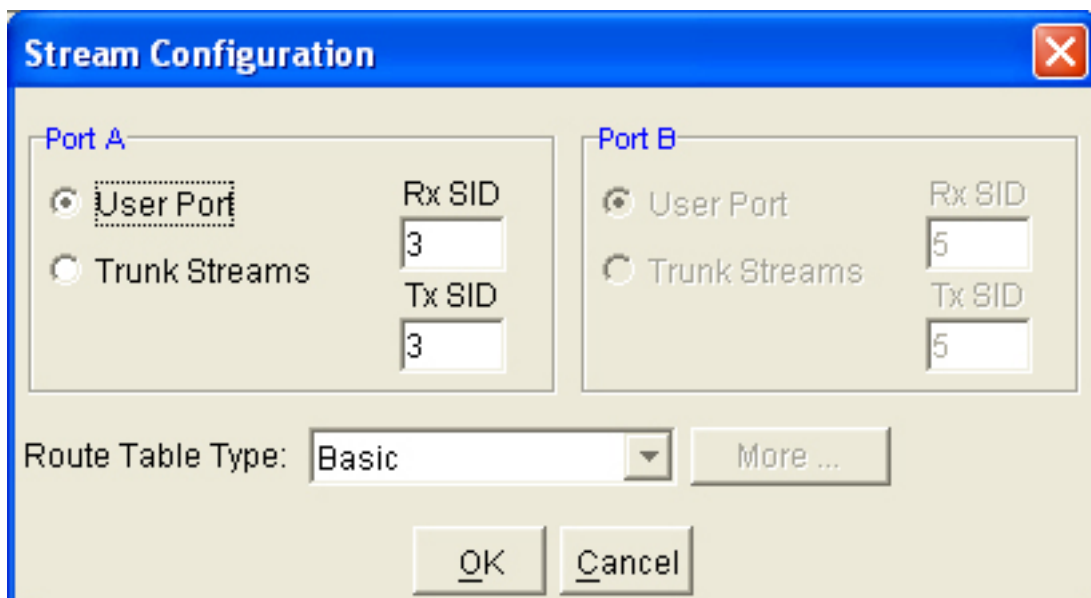 Stream Configuration
Port A
User Port
Rx SID
3
Trunk Streams
Tx SID
3
Port B
User Port
Rx SID
5
Trunk Streams
Tx SID
5
Route Table Type: Basic More ...
OK Cancel